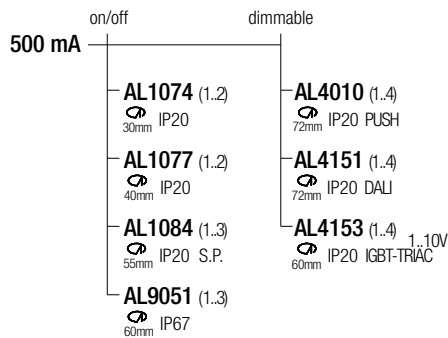 on/off
dimmable
500 mA
AL1074 (1..2)
30mm IP20
AL1077 (1..2)
40mm IP20
AL1084 (1..3)
55mm IP20 S.P.
AL9051 (1..3)
60mm IP67
AL4010 (1..4)
72mm IP20 PUSH
AL4151 (1..4)
72mm IP20 DALI
AL4153 (1..4) 1..10V
60mm IP20 IGBT-TRIAC